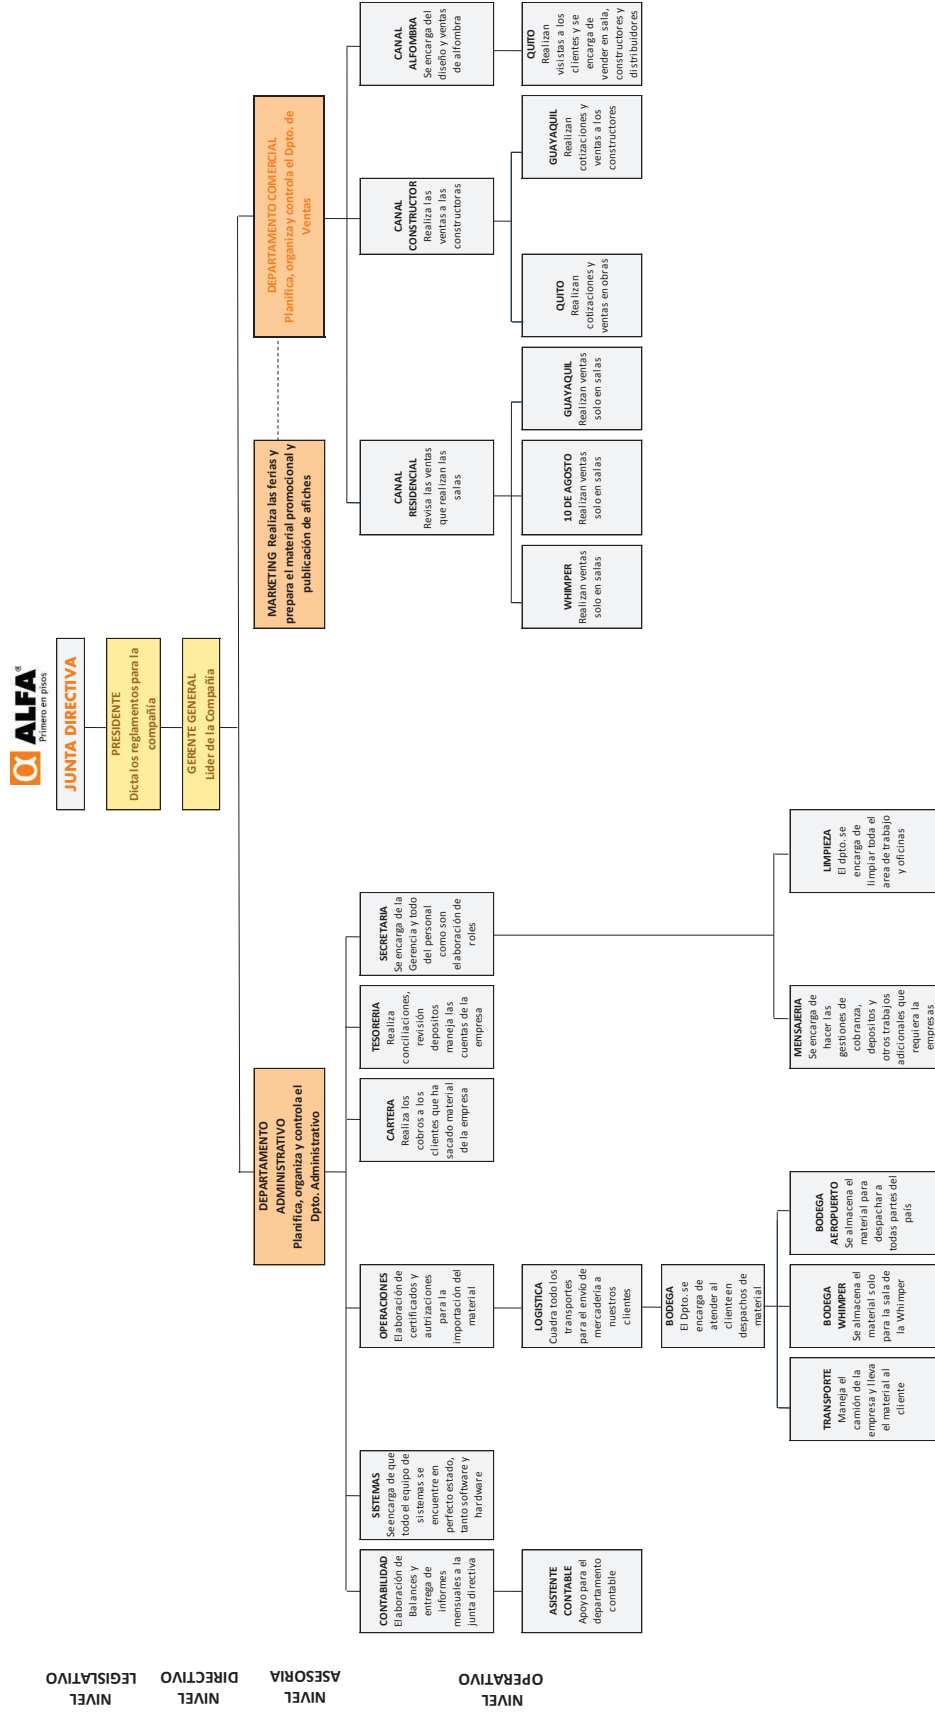 ALFA®
Primero en pisos
JUNTA DIRECTIVA
PRESIDENTE
Dicta los reglamentos para la
compañía
GERENTE GENERAL
Lider de la Compañía
DEPARTAMENTO
ADMINISTRATIVO
Planifica, organiza y controla el
Dpto. Administrativo
MARKETING Realiza las ferias y
prepara el material promocional y
publicación de afiches
DEPARTAMENTO COMERCIAL
Planifica, organiza y controla el Dpto. de
Ventas
CONTABILIDAD
Elaboración de
Balances y
entrega de
informes
mensuales a la
junta directiva
SISTEMAS
Se encarga de que
todo el equipo de
sistemas se
encuentre en
perfecto estado,
tanto software y
hardware
OPERACIONES
Elaboración de
certificados y
autrizaciones
para la
importación del
material
CARTERA
Realiza los
cobros a los
clientes que ha
sacado material
de la empresa
TESORERIA
Realiza
conciliaciones,
revisión
depositos
maneja las
cuentas de la
empresa
SECRETARIA
Se encarga de la
Gerencia y todo
del personal
como son
elaboración de
roles
CANAL
RESIDENCIAL
Revisa las ventas
que realizan las
salas
CANAL
CONSTRUCTOR
Realiza las
ventas a las
constructoras
CANAL
ALFOMBRA
Se encarga del
diseño y ventas
de alfombra
ASISTENTE
CONTABLE
Apoyo para el
departamento
contable
LOGISTICA
Cuadra todo los
transportes
para el envío de
mercadería a
nuestros
clientes
WHIMPER
Realizan ventas
solo en salas
10 DE AGOSTO
Realizan ventas
solo en salas
GUAYAQUIL
Realizan ventas
solo en salas
QUITO
Realizan
cotizaciones y
ventas en obras
GUAYAQUIL
Realizan
cotizaciones y
ventas a los
constructores
QUITO
Realizan
visistas a los
clientes y se
encarga de
vender en sala,
constructores y
distribuidores
BODEGA
El Dpto. se
encarga de
atender al
cliente en
despachos de
material
TRANSPORTE
Maneja el
camión de la
empresa y lleva
el material al
cliente
BODEGA
WHIMPER
Se almacena el
material solo
para la sala de
la Whimper
BODEGA
AEROPUERTO
Se almacena el
material para
despachar a
todas partes del
país
MENSAJERIA
Se encarga de
hacer las
gestiones de
cobranza,
depositos y
otros trabajos
adicionales que
requiera la
empresas
LIMPIEZA
El dpto. se
encarga de
limpiar toda el
area de trabajo
y oficinas
NIVEL
LEGISLATIVO
NIVEL
DIRECTIVO
NIVEL
ASESORIA
NIVEL
OPERATIVO